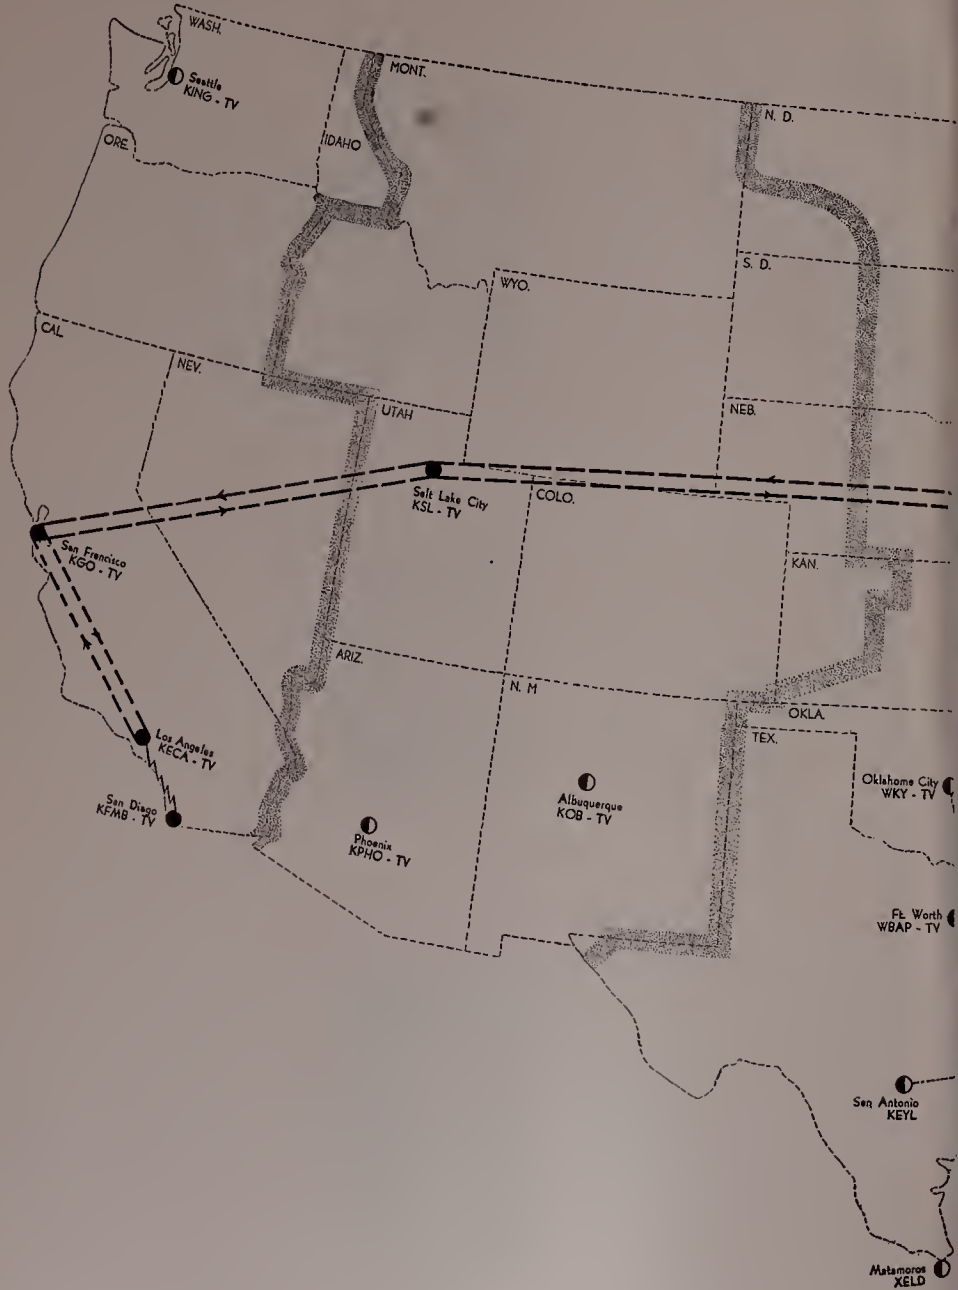 WASH.
Seattle
KING - TV
MONT.
N. D.
ORE.
IDAHO
S. D.
WYO.
CAL.
NEV.
UTAH
NEB.
Salt Lake City
KSL - TV
COLO.
San Francisco
KGO - TV
KAN.
ARIZ.
N. M
OKLA.
TEX.
Los Angeles
KECA - TV
San Diego
KFMB - TV
Albuquerque
KOB - TV
Oklahome City
WKY - TV
Phoenix
KPHO - TV
Ft. Worth
WBAP - TV
San Antonio
KEYL
Matamoros
XELD